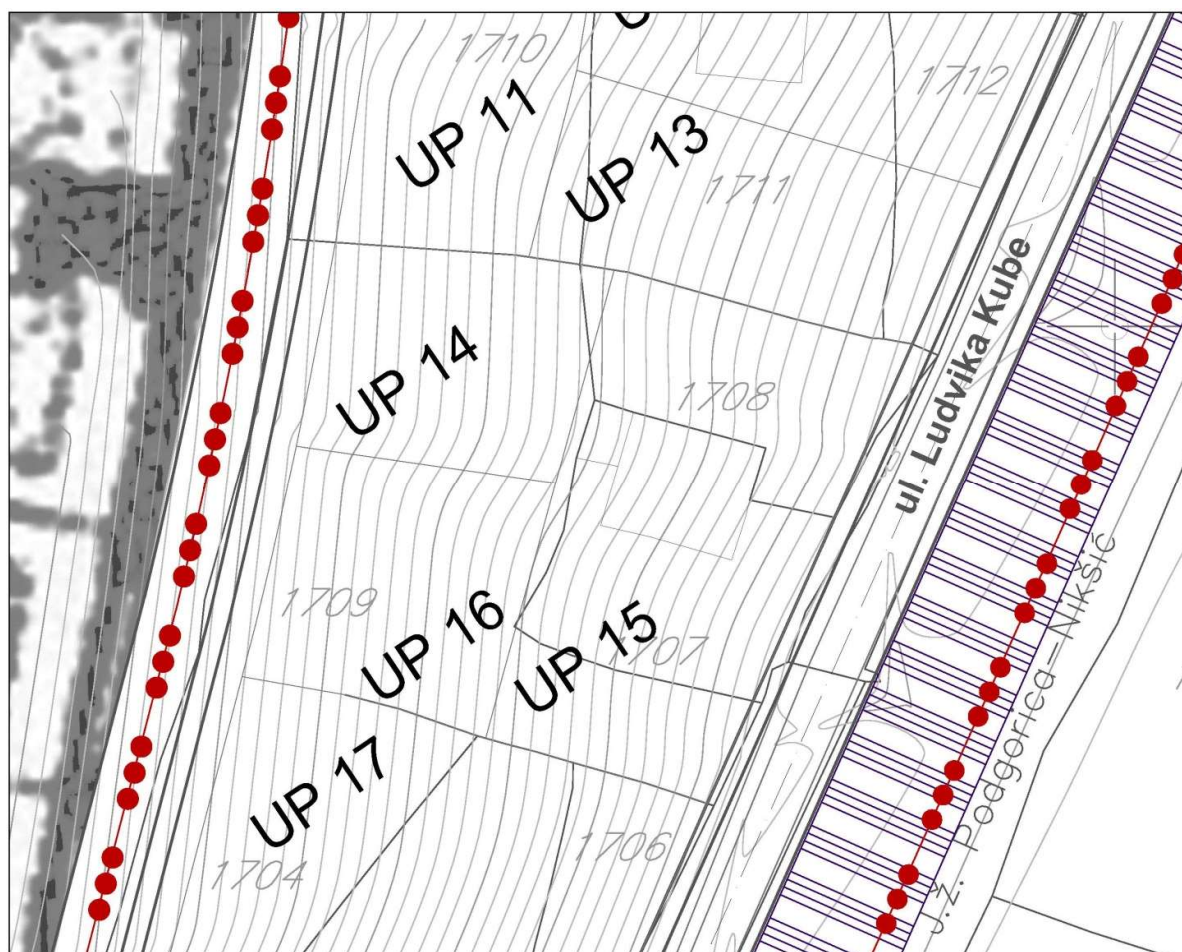 1710
1712
UP 11
UP 13
1711
ul. Ludvika Kube
UP 14
1708
1709
UP 16
UP 15
1707
J.Ž. Podgorica-Nikšić
UP 17
1706
1704